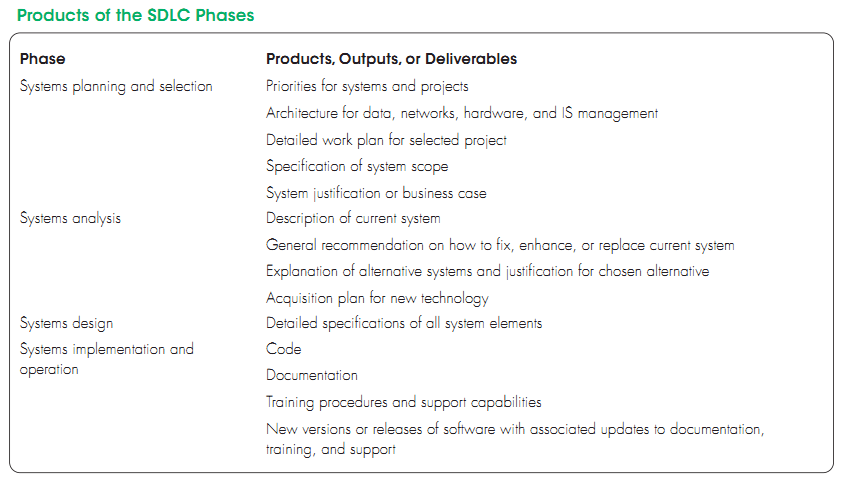 Products of the SDLC Phases
Phase Products, Outputs, or Deliverables
Systems planning and selection Priorities for systems and projects
Architecture for data, networks, hardware, and IS management
Detailed work plan for selected project
Specification of system scope
System justification or business case
Systems analysis Description of current system
General recommendation on how to fix, enhance, or replace current system
Explanation of alternative systems and justification for chosen alternative
Acquisition plan for new technology
Systems design Detailed specifications of all system elements
Systems implementation and Code
operation
Documentation
Training procedures and support capabilities
New versions or releases of software with associated updates to documentation,
training, and support